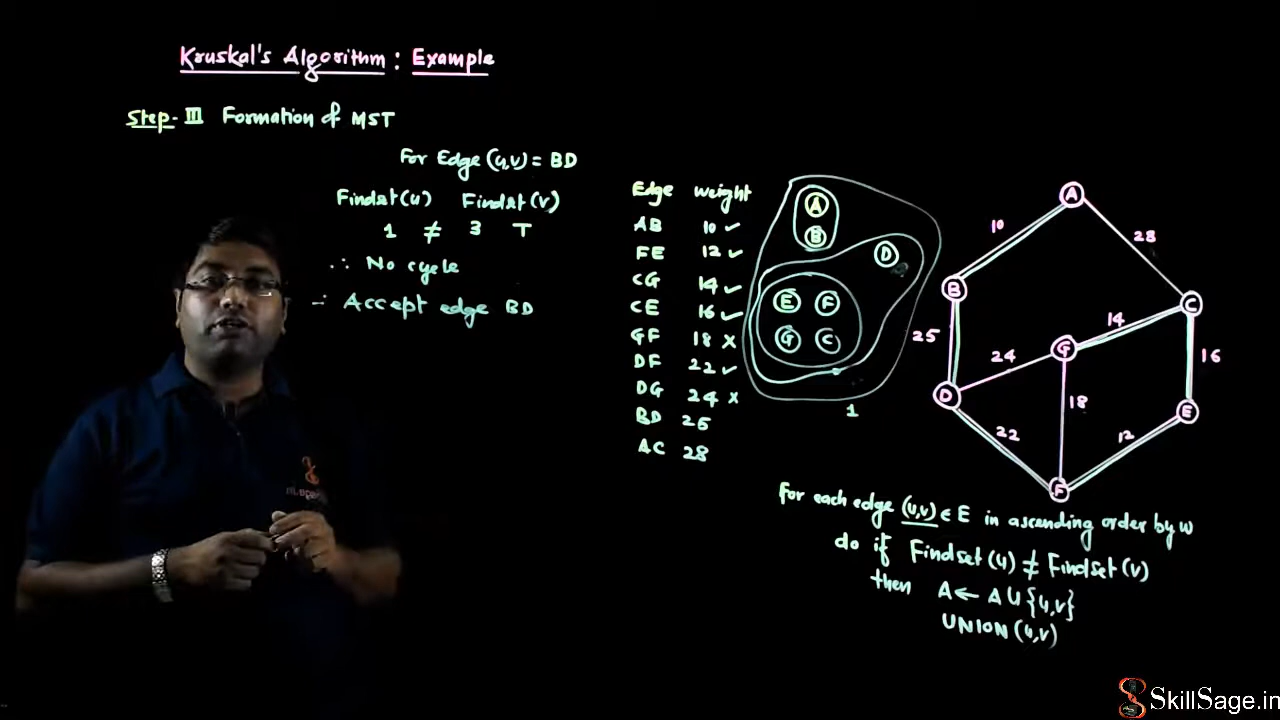 Kruskal's Algorithm : Example
Step-III Formation of MST
For Edge (u,v) = BD
Findst(u) Findst(v)
1 ≠ 3 T
∴ No cycle
∴ Accept edge BD
Edge weight
AB 10 ✓
FE 12 ✓
CG 14 ✓
CE 16 ✓
GF 18 x
DF 22 ✓
DG 24 x
BD 25
AC 28
A
B
D
E F
G C
1
A
10
28
B
C
14
25
G
24
16
D
18
E
22
12
F
For each edge (u,v) ∈ E in ascending order by w
do if Findset (u) ≠ Findset (v)
then A ← A ∪ {u,v}
UNION (u,v)
SkillSage.in